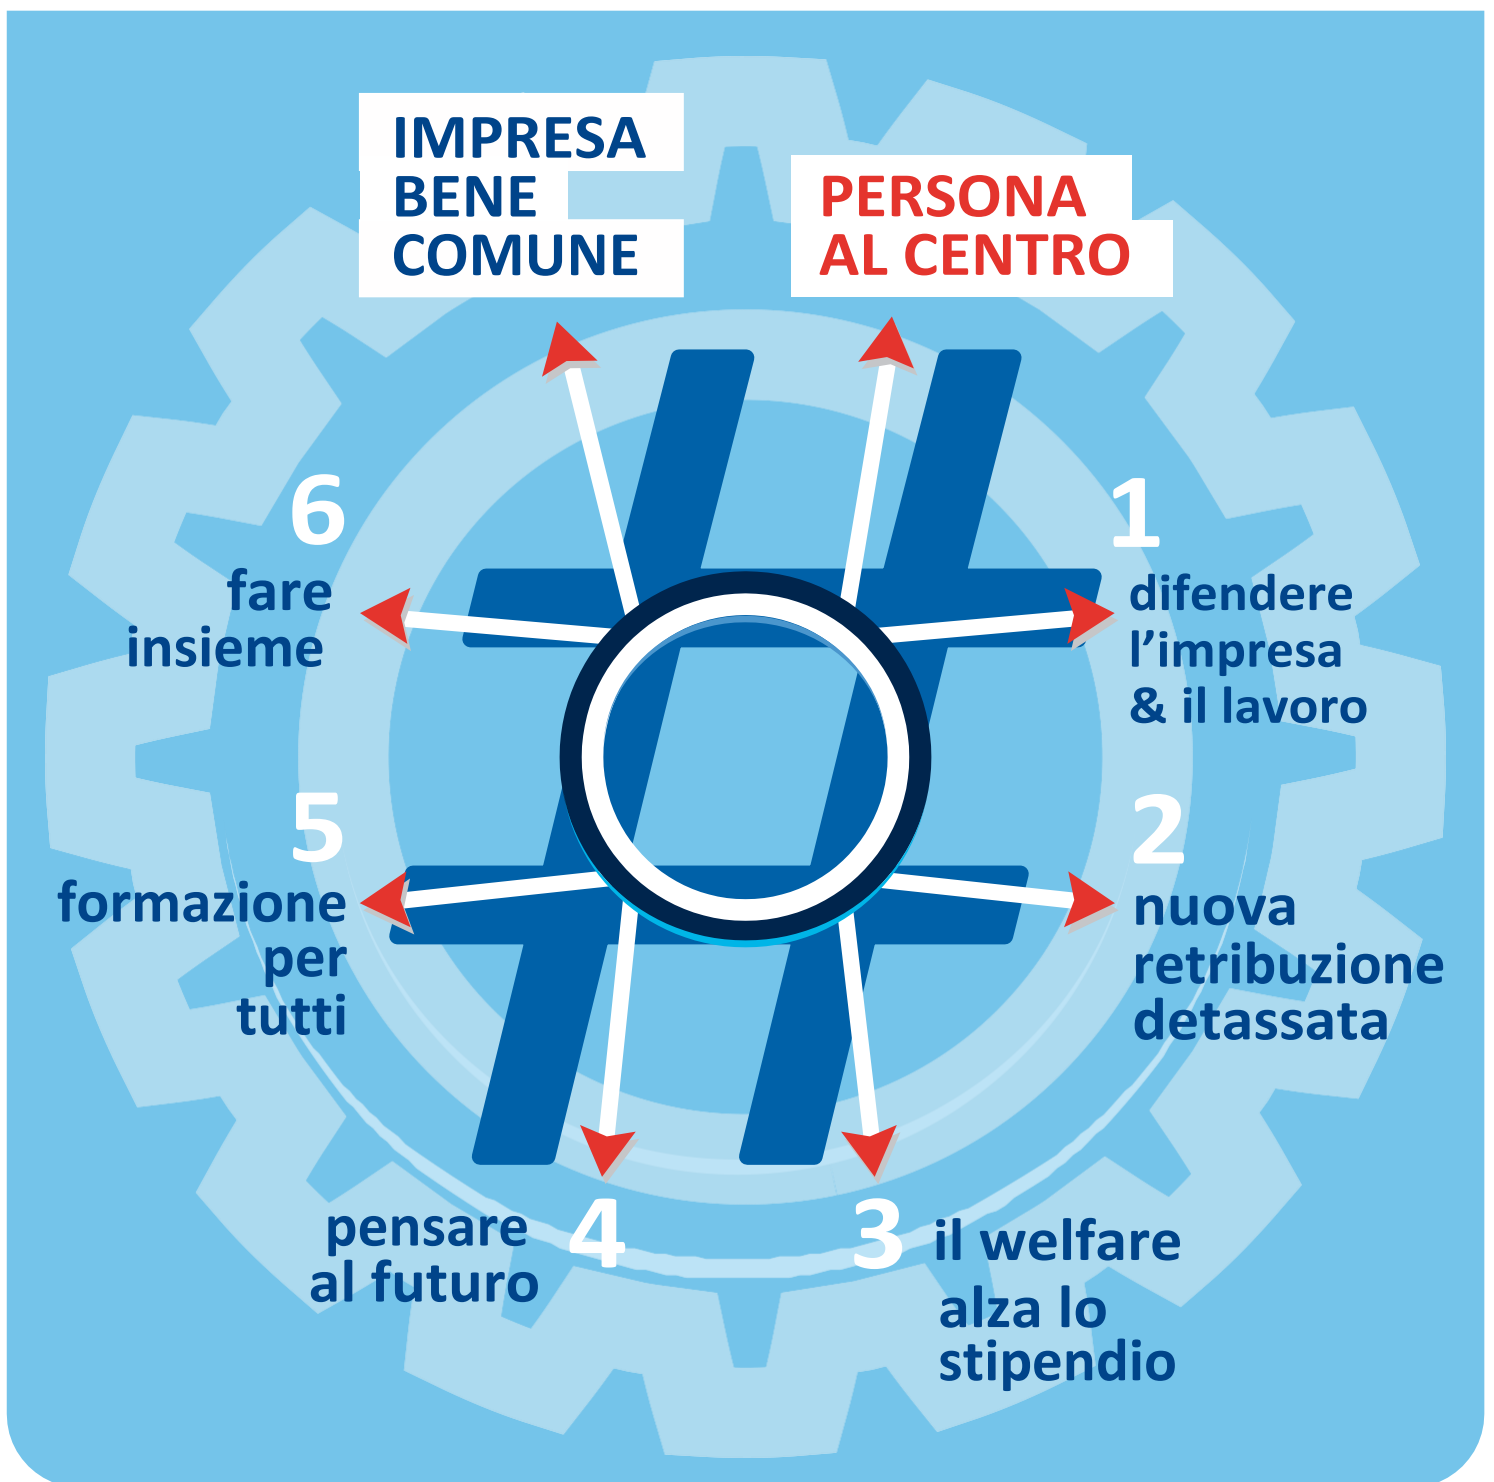 IMPRESA
BENE
COMUNE
PERSONA
AL CENTRO
1
difendere
l’impresa
& il lavoro
2
nuova
retribuzione
detassata
3
il welfare
alza lo
stipendio
4
pensare
al futuro
5
formazione
per
tutti
6
fare
insieme
#